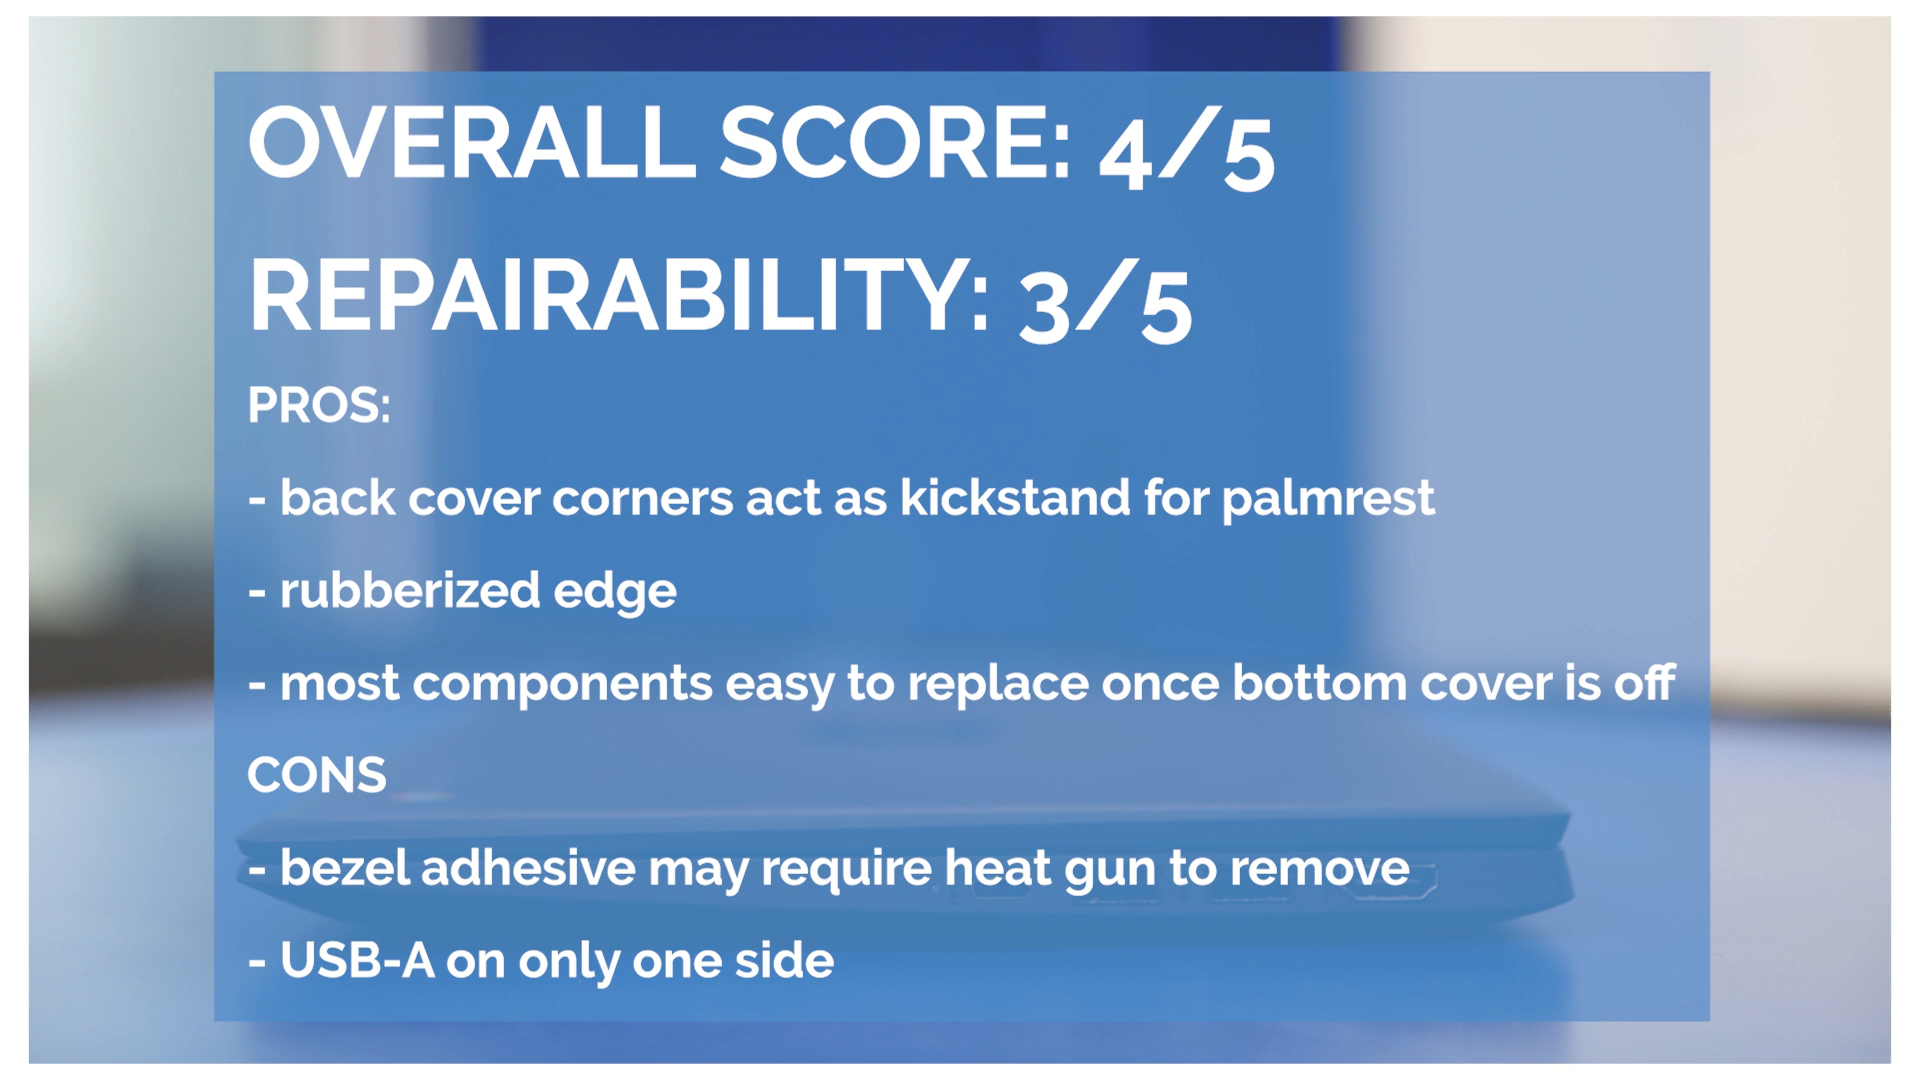 OVERALL SCORE: 4/5
REPAIRABILITY: 3/5
PROS:
- back cover corners act as kickstand for palmrest
- rubberized edge
- most components easy to replace once bottom cover is off
CONS
- bezel adhesive may require heat gun to remove
- USB-A on only one side